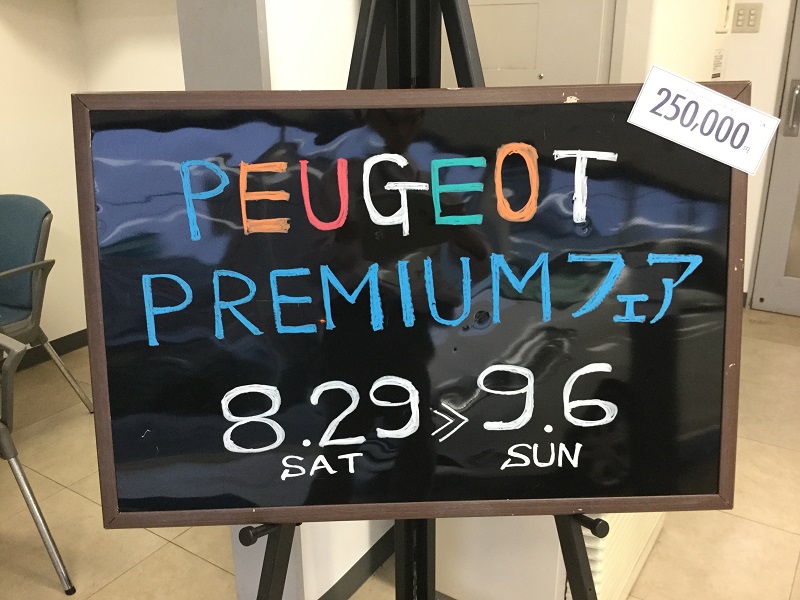 250,000円
PEUGEOT
PREMIUMフェア
8.29 >> 9.6
SAT SUN